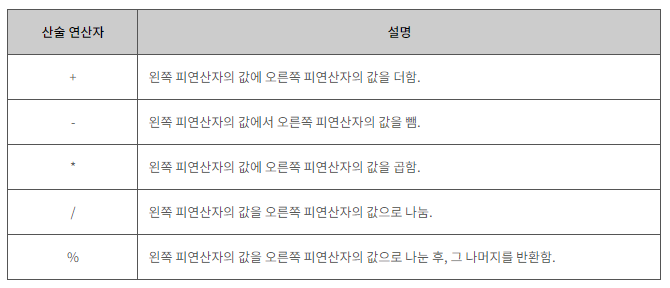 산술 연산자 설명
+ 왼쪽 피연산자의 값에 오른쪽 피연산자의 값을 더함.
- 왼쪽 피연산자의 값에서 오른쪽 피연산자의 값을 뺌.
* 왼쪽 피연산자의 값에 오른쪽 피연산자의 값을 곱함.
/ 왼쪽 피연산자의 값을 오른쪽 피연산자의 값으로 나눔.
% 왼쪽 피연산자의 값을 오른쪽 피연산자의 값으로 나눈 후, 그 나머지를 반환함.